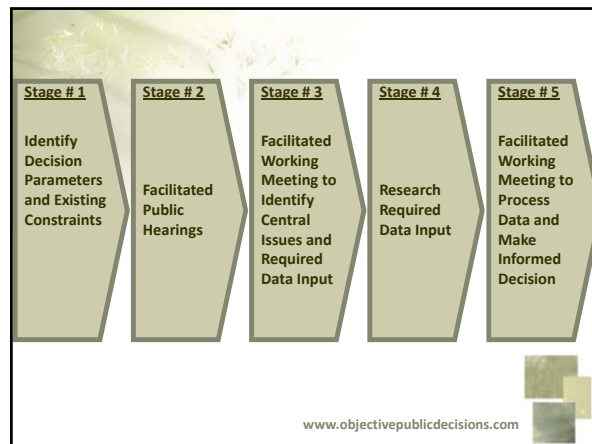 Stage # 1
Identify
Decision
Parameters
and Existing
Constraints
Stage # 2
Facilitated
Public
Hearings
Stage # 3
Facilitated
Working
Meeting to
Identify
Central
Issues and
Required
Data Input
Stage # 4
Research
Required
Data Input
Stage # 5
Facilitated
Working
Meeting to
Process
Data and
Make
Informed
Decision
www.objectivepublicdecisions.com